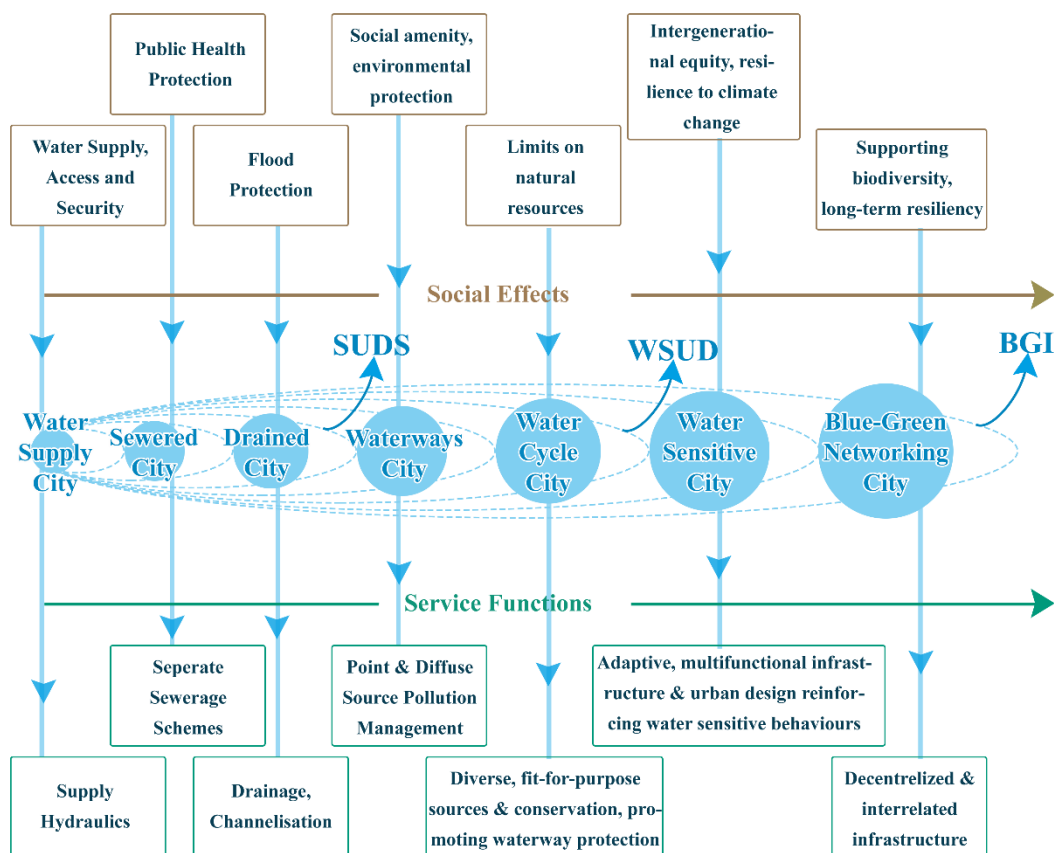 Public Health
Protection
Social amenity,
environmental
protection
Intergeneratio-
nal equity, resi-
lience to climate
change
Water Supply,
Access and
Security
Flood
Protection
Limits on
natural
resources
Supporting
biodiversity,
long-term resiliency
Social Effects
SUDS
WSUD
BGI
Water
Supply
City
Sewered
City
Drained
City
Waterways
City
Water
Cycle
City
Water
Sensitive
City
Blue-Green
Networking
City
Service Functions
Seperate
Sewerage
Schemes
Point & Diffuse
Source Pollution
Management
Adaptive, multifunctional infrast-
ructure & urban design reinfor-
cing water sensitive behaviours
Supply
Hydraulics
Drainage,
Channelisation
Diverse, fit-for-purpose
sources & conservation, pro-
moting waterway protection
Decentrelized &
interrelated
infrastructure